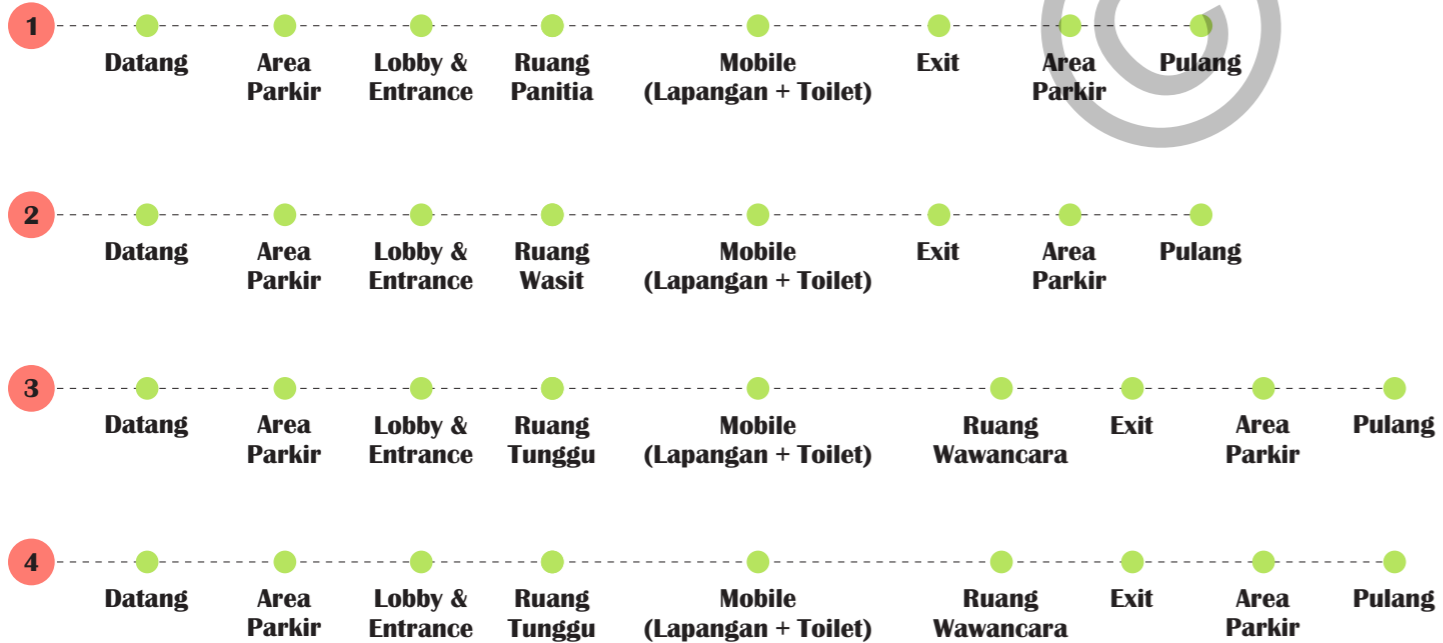 1
Datang Area Lobby & Ruang Mobile Exit Area Pulang
Parkir Entrance Panitia (Lapangan + Toilet) Parkir
2
Datang Area Lobby & Ruang Mobile Exit Area Pulang
Parkir Entrance Wasit (Lapangan + Toilet) Parkir
3
Datang Area Lobby & Ruang Mobile Ruang Exit Area Pulang
Parkir Entrance Tunggu (Lapangan + Toilet) Wawancara Parkir
4
Datang Area Lobby & Ruang Mobile Ruang Exit Area Pulang
Parkir Entrance Tunggu (Lapangan + Toilet) Wawancara Parkir